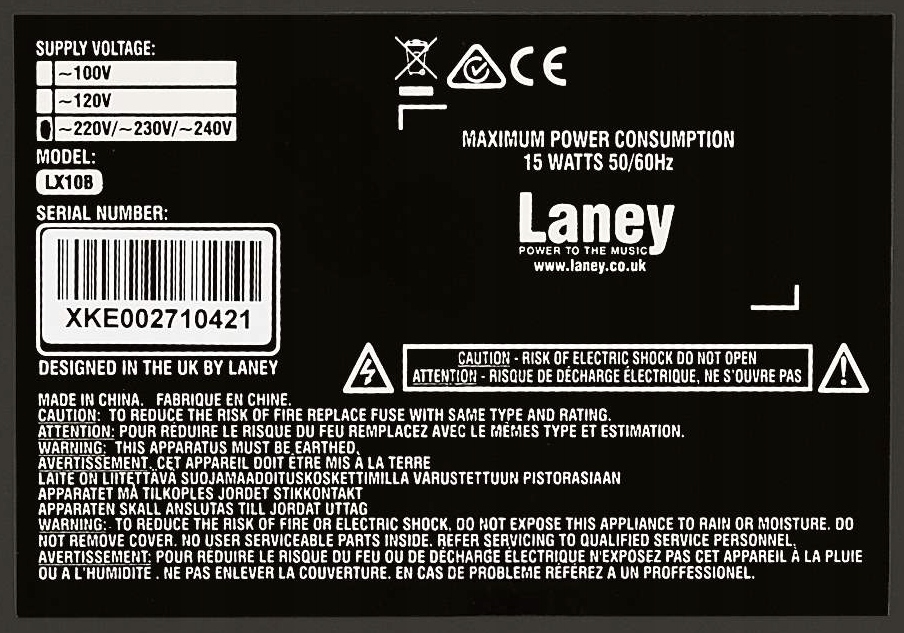 SUPPLY VOLTAGE:
~100V
~120V
~220V/~230V/~240V
MODEL:
LX10B
SERIAL NUMBER:
XKE002710421
DESIGNED IN THE UK BY LANEY
CE
MAXIMUM POWER CONSUMPTION
15 WATTS 50/60Hz
Laney
POWER TO THE MUSIC
www.laney.co.uk
CAUTION - RISK OF ELECTRIC SHOCK DO NOT OPEN
ATTENTION - RISQUE DE DÉCHARGE ÉLECTRIQUE, NE S'OUVRE PAS
MADE IN CHINA. FABRIQUE EN CHINE.
CAUTION: TO REDUCE THE RISK OF FIRE REPLACE FUSE WITH SAME TYPE AND RATING.
ATTENTION: POUR RÉDUIRE LE RISQUE DU FEU REMPLACEZ AVEC LE MÊMES TYPE ET ESTIMATION.
WARNING: THIS APPARATUS MUST BE EARTHED.
AVERTISSEMENT. CET APPAREIL DOIT ÊTRE MIS À LA TERRE
LAITE ON LIITETTÄVÄ SUOJAMAADOITUSKOSKETTIMILLA VARUSTETTUUN PISTORASIAAN
APPARATET MÅ TILKOPLES JORDET STIKKONTAKT
APPARATEN SKALL ANSLUTAS TILL JORDAT UTTAG
WARNING: TO REDUCE THE RISK OF FIRE OR ELECTRIC SHOCK, DO NOT EXPOSE THIS APPLIANCE TO RAIN OR MOISTURE. DO
NOT REMOVE COVER. NO USER SERVICEABLE PARTS INSIDE. REFER SERVICING TO QUALIFIED SERVICE PERSONNEL.
AVERTISSEMENT: POUR RÉDUIRE LE RISQUE DU FEU OU DE DÉCHARGE ÉLECTRIQUE N'EXPOSEZ PAS CET APPAREIL À LA PLUIE
OU A L'HUMIDITÉ . NE PAS ENLEVER LA COUVERTURE. EN CAS DE PROBLEME RÉFÉREZ A UN PROFFESSIONEL.